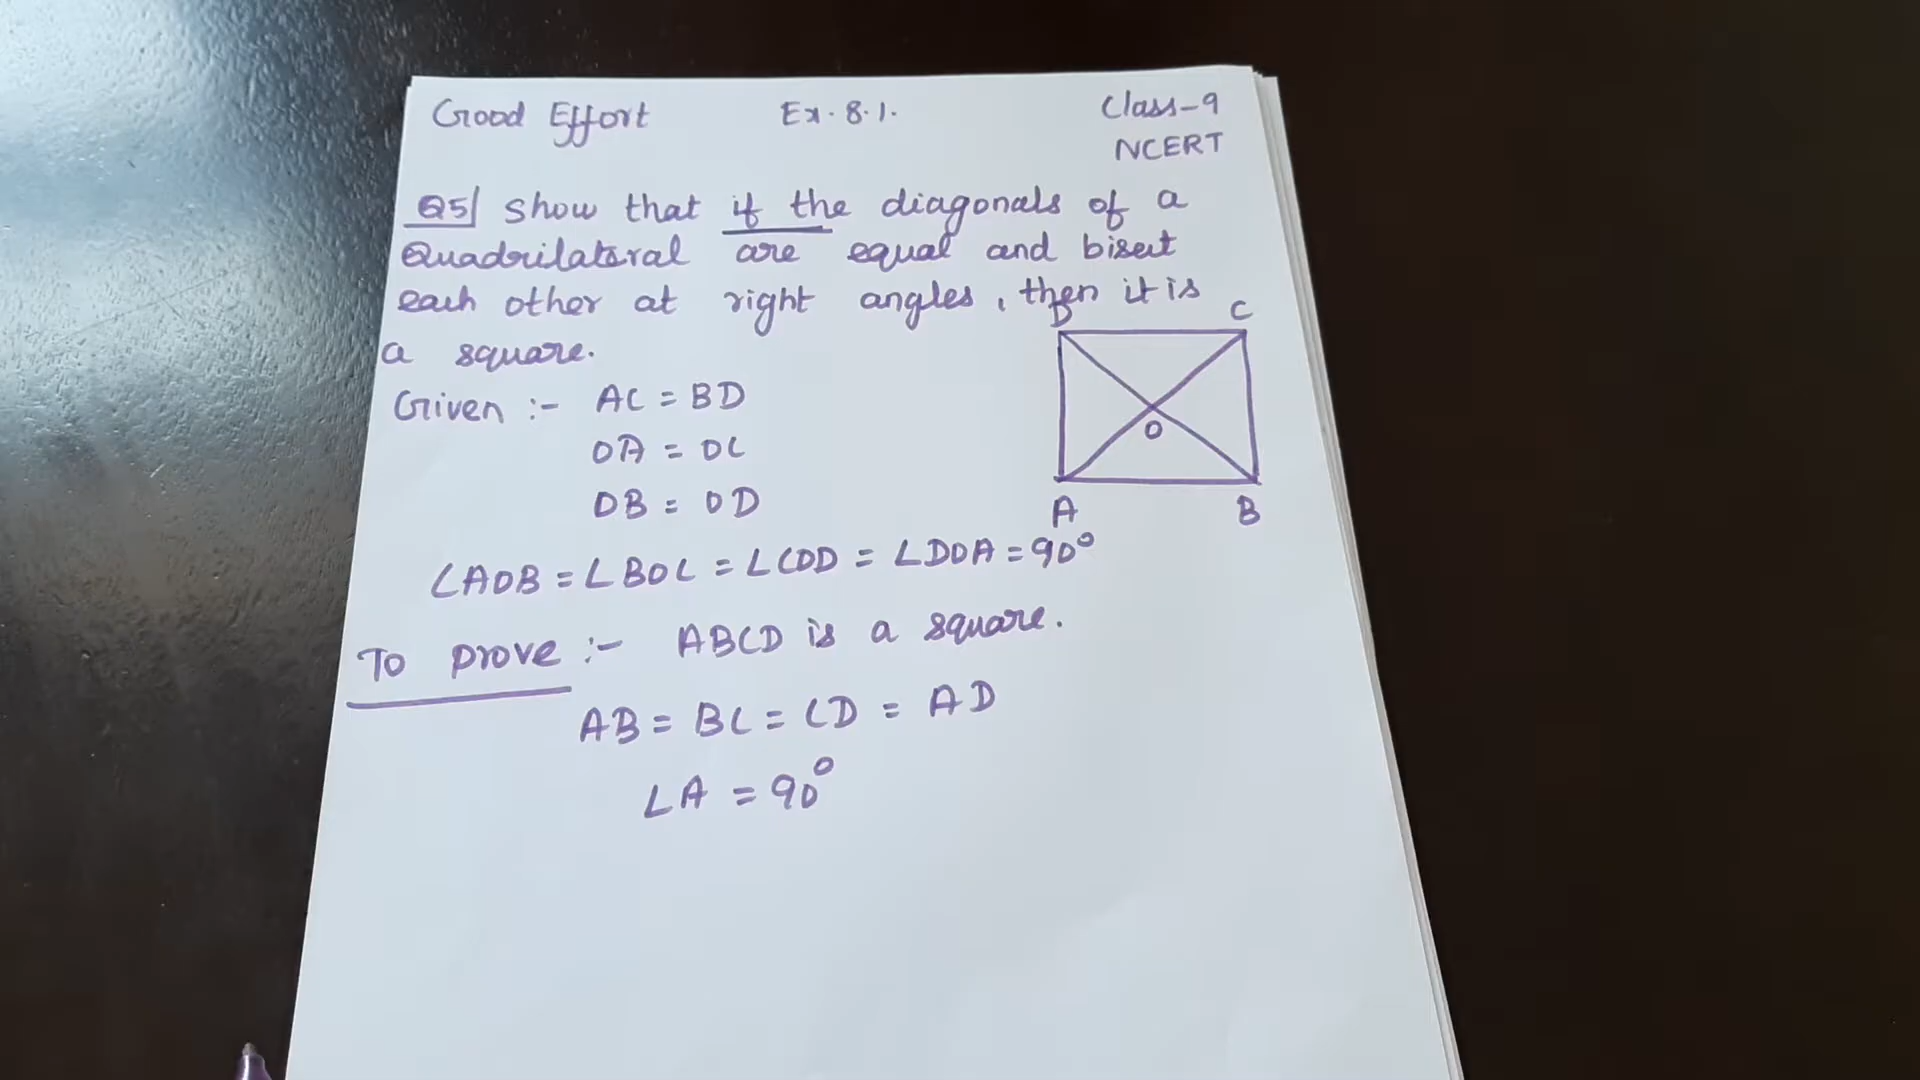 Good Effort Ex. 8.1. Class-9
NCERT
Q5| Show that if the diagonals of a
Quadrilateral are equal and bisect
each other at right angles, then it is
a square.
D C
Given :- AC = BD
OA = OC
O
OB = OD
A B
∠AOB = ∠BOC = ∠COD = ∠DOA = 90°
To prove :- ABCD is a square.
AB = BC = CD = AD
∠A = 90°